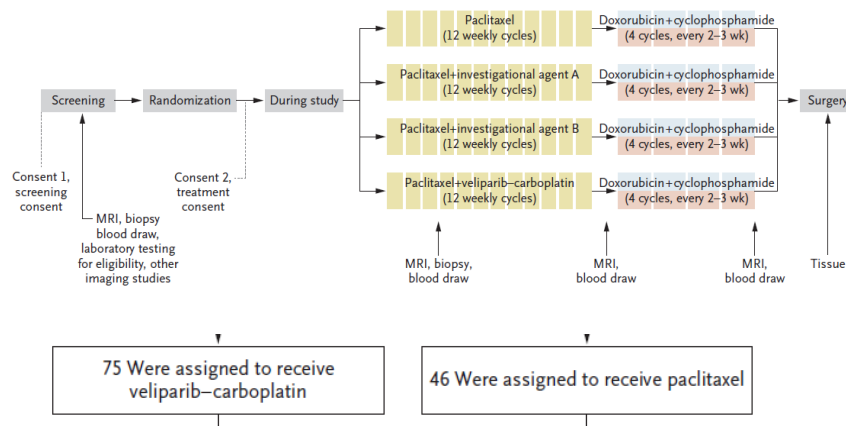 Paclitaxel
(12 weekly cycles)
Doxorubicin+cyclophosphamide
(4 cycles, every 2–3 wk)
Paclitaxel+investigational agent A
(12 weekly cycles)
Doxorubicin+cyclophosphamide
(4 cycles, every 2–3 wk)
Screening
Randomization
During study
Surgery
Paclitaxel+investigational agent B
(12 weekly cycles)
Doxorubicin+cyclophosphamide
(4 cycles, every 2–3 wk)
Paclitaxel+veliparib–carboplatin
(12 weekly cycles)
Doxorubicin+cyclophosphamide
(4 cycles, every 2–3 wk)
Consent 1,
screening
consent
Consent 2,
treatment
consent
MRI, biopsy
blood draw,
laboratory testing
for eligibility, other
imaging studies
MRI, biopsy,
blood draw
MRI,
blood draw
MRI,
blood draw
Tissue
75 Were assigned to receive
veliparib–carboplatin
46 Were assigned to receive paclitaxel